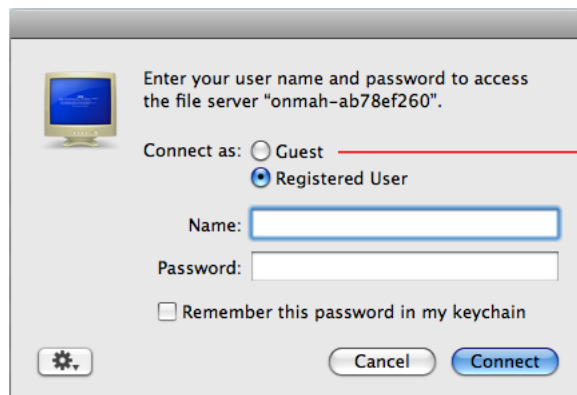 Enter your user name and password to access
the file server “onmah-ab78ef260”.
Connect as: Guest
Registered User
Name:
Password:
Remember this password in my keychain
Cancel Connect